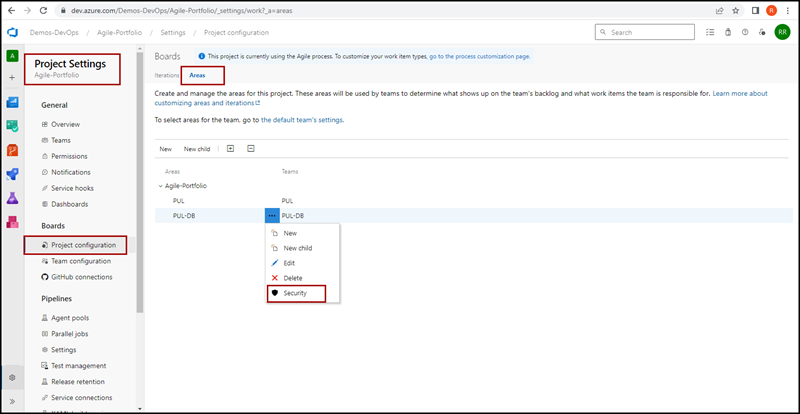 dev.azure.com/Demos-DevOps/Agile-Portfolio/_settings/work?_a=areas
R
Demos-DevOps / Agile-Portfolio / Settings / Project configuration
Search
RR
A
Project Settings
Agile-Portfolio
General
Overview
Teams
Permissions
Notifications
Service hooks
Dashboards
Boards
Project configuration
Team configuration
GitHub connections
Pipelines
Agent pools
Parallel jobs
Settings
Test management
Release retention
Service connections
Boards
This project is currently using the Agile process. To customize your work item types, go to the process customization page.
Iterations Areas
Create and manage the areas for this project. These areas will be used by teams to determine what shows up on the team's backlog and what work items the team is responsible for. Learn more about
customizing areas and iterations
To select areas for the team, go to the default team's settings.
New New child
Areas Teams
Agile-Portfolio
PUL PUL
PUL-DB ... PUL-DB
New
New child
Edit
Delete
Security